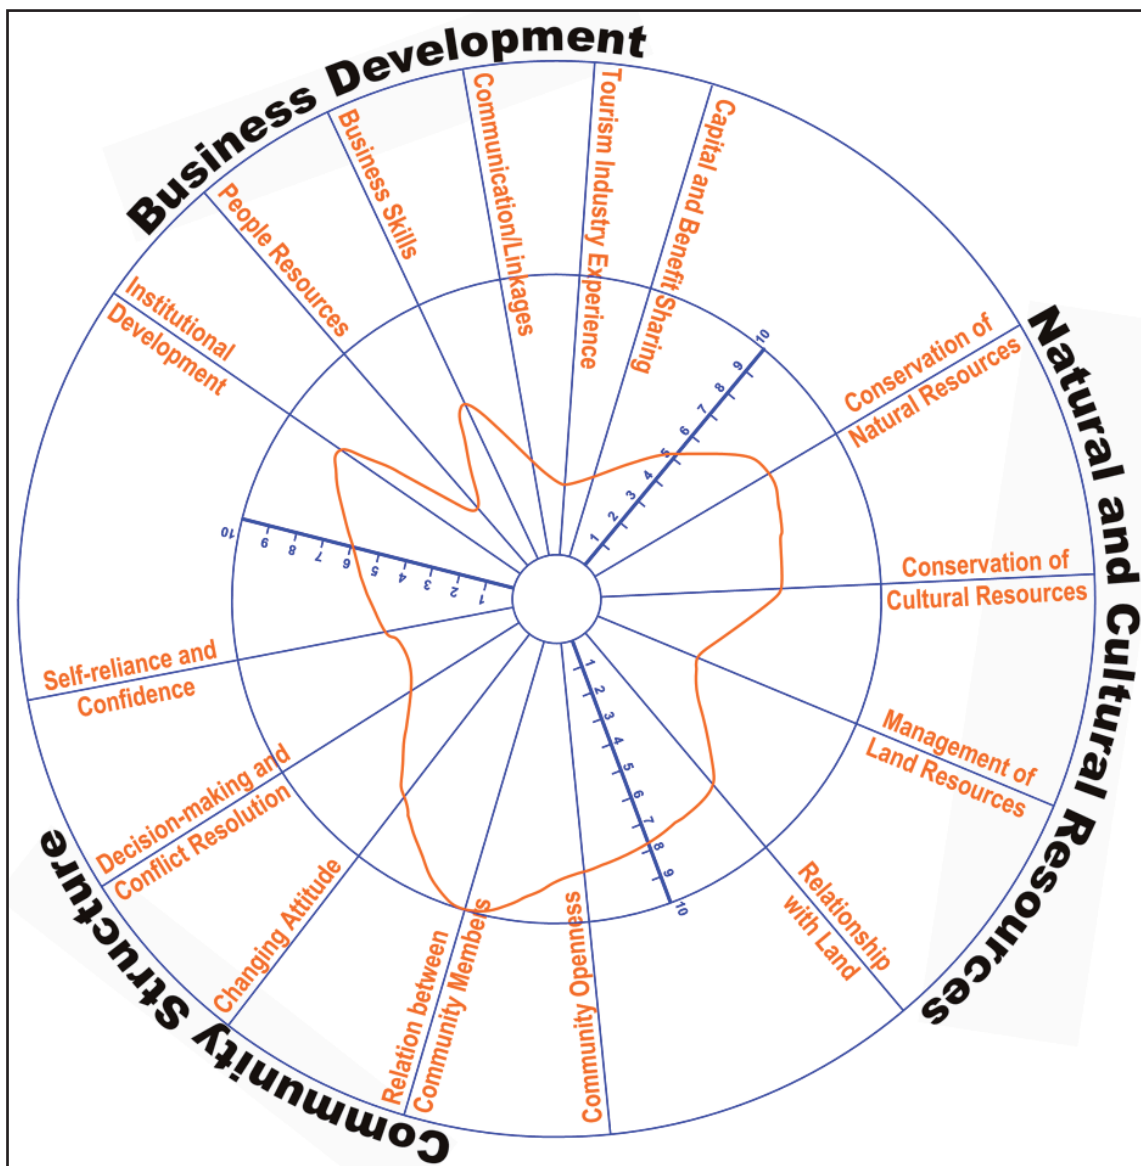 Business Development
Institutional
Development
People Resources
Business Skills
Communication/Linkages
Tourism Industry Experience
Capital and Benefit Sharing
Natural and Cultural Resources
Conservation of
Natural Resources
Conservation of
Cultural Resources
Management of
Land Resources
Relationship
with Land
Community Structure
Community Openness
Relation between
Community Members
Changing Attitude
Decision-making and
Conflict Resolution
Self-reliance and
Confidence
1 2 3 4 5 6 7 8 9 10
1 2 3 4 5 6 7 8 9 10
1 2 3 4 5 6 7 8 9 10